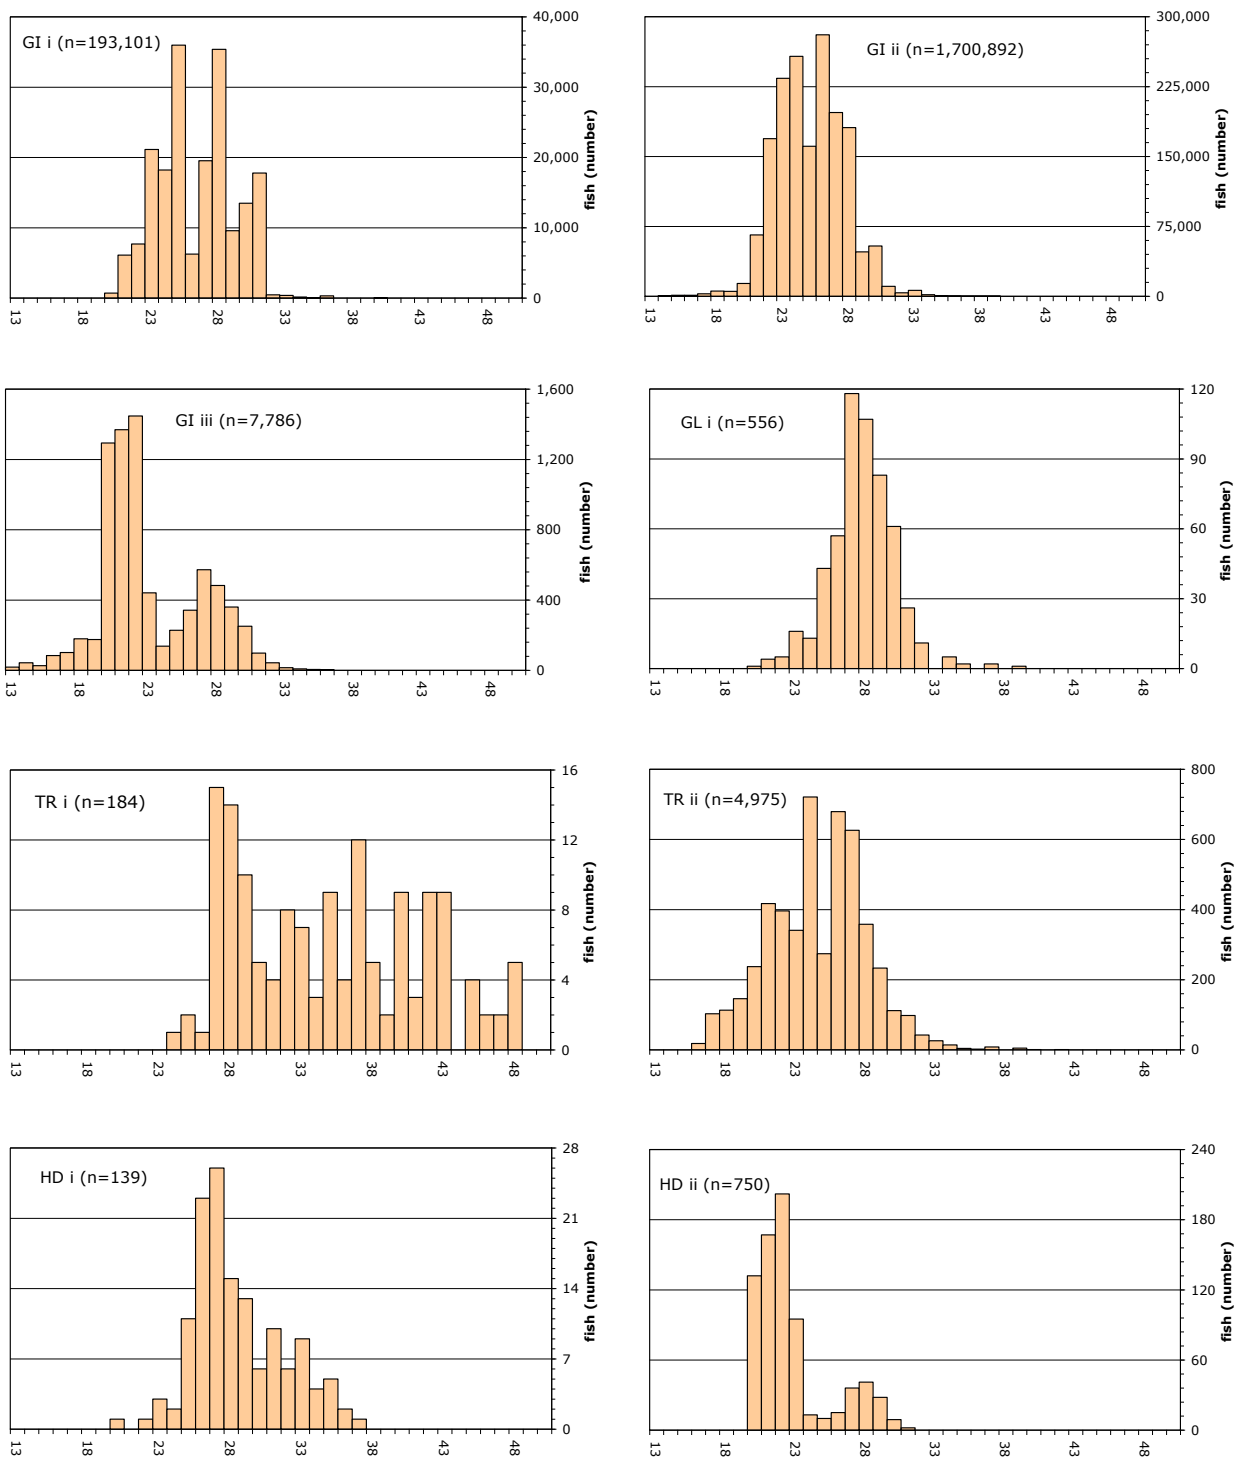 GI i (n=193,101)
40,000
30,000
20,000
10,000
0
fish (number)
13 18 23 28 33 38 43 48
GI ii (n=1,700,892)
300,000
225,000
150,000
75,000
0
fish (number)
13 18 23 28 33 38 43 48
GI iii (n=7,786)
1,600
1,200
800
400
0
fish (number)
13 18 23 28 33 38 43 48
GL i (n=556)
120
90
60
30
0
fish (number)
13 18 23 28 33 38 43 48
TR i (n=184)
16
12
8
4
0
fish (number)
13 18 23 28 33 38 43 48
TR ii (n=4,975)
800
600
400
200
0
fish (number)
13 18 23 28 33 38 43 48
HD i (n=139)
28
21
14
7
0
fish (number)
13 18 23 28 33 38 43 48
HD ii (n=750)
240
180
120
60
0
fish (number)
13 18 23 28 33 38 43 48